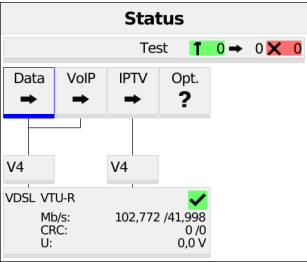 Status
Test 0 0 0
Data VoIP IPTV Opt.
?
V4 V4
VDSL VTU-R
Mb/s: 102,772 /41,998
CRC: 0 /0
U: 0,0 V